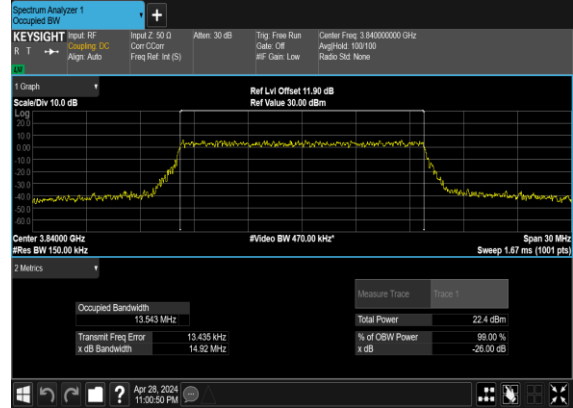 Spectrum Analyzer 1
Occupied BW
KEYSIGHT
R T
LM
Input: RF
Coupling: DC
Align: Auto
Input Z: 50 Ω
Corr CCorr
Freq Ref: Int (S)
Atten: 30 dB
Trig: Free Run
Gate: Off
#IF Gain: Low
Center Freq: 3.840000000 GHz
Avg|Hold: 100/100
Radio Std: None
1 Graph
Scale/Div 10.0 dB
Ref Lvl Offset 11.90 dB
Ref Value 30.00 dBm
Log
20.0
10.0
0.00
-10.0
-20.0
-30.0
-40.0
-50.0
-60.0
Center 3.84000 GHz
#Res BW 150.00 kHz
#Video BW 470.00 kHz*
Span 30 MHz
Sweep 1.67 ms (1001 pts)
2 Metrics
Measure Trace Trace 1
Occupied Bandwidth
13.543 MHz
Total Power 22.4 dBm
Transmit Freq Error 13.435 kHz
% of OBW Power 99.00 %
x dB Bandwidth 14.92 MHz
x dB -26.00 dB
Apr 28, 2024
11:00:50 PM